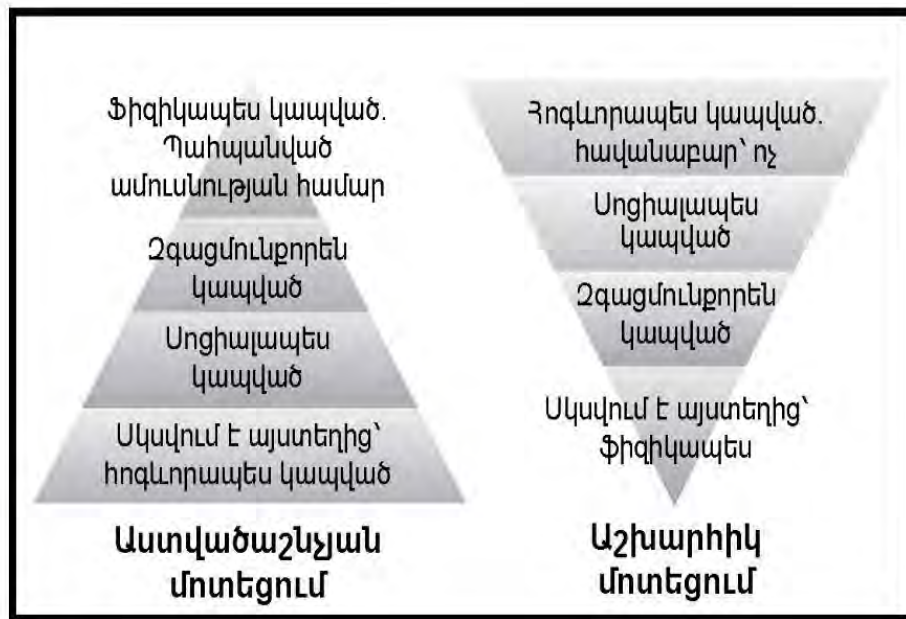 Ֆիզիկապես կապված.
Պահպանված
ամուսնության համար
Զգացմունքորեն
կապված
Սոցիալապես
կապված
Սկսվում է այստեղից՝
հոգևորապես կապված
Աստվածաշնչյան
մոտեցում
Հոգևորապես կապված.
հավանաբար՝ ոչ
Սոցիալապես
կապված
Զգացմունքորեն
կապված
Սկսվում է այստեղից՝
ֆիզիկապես
Աշխարհիկ
մոտեցում